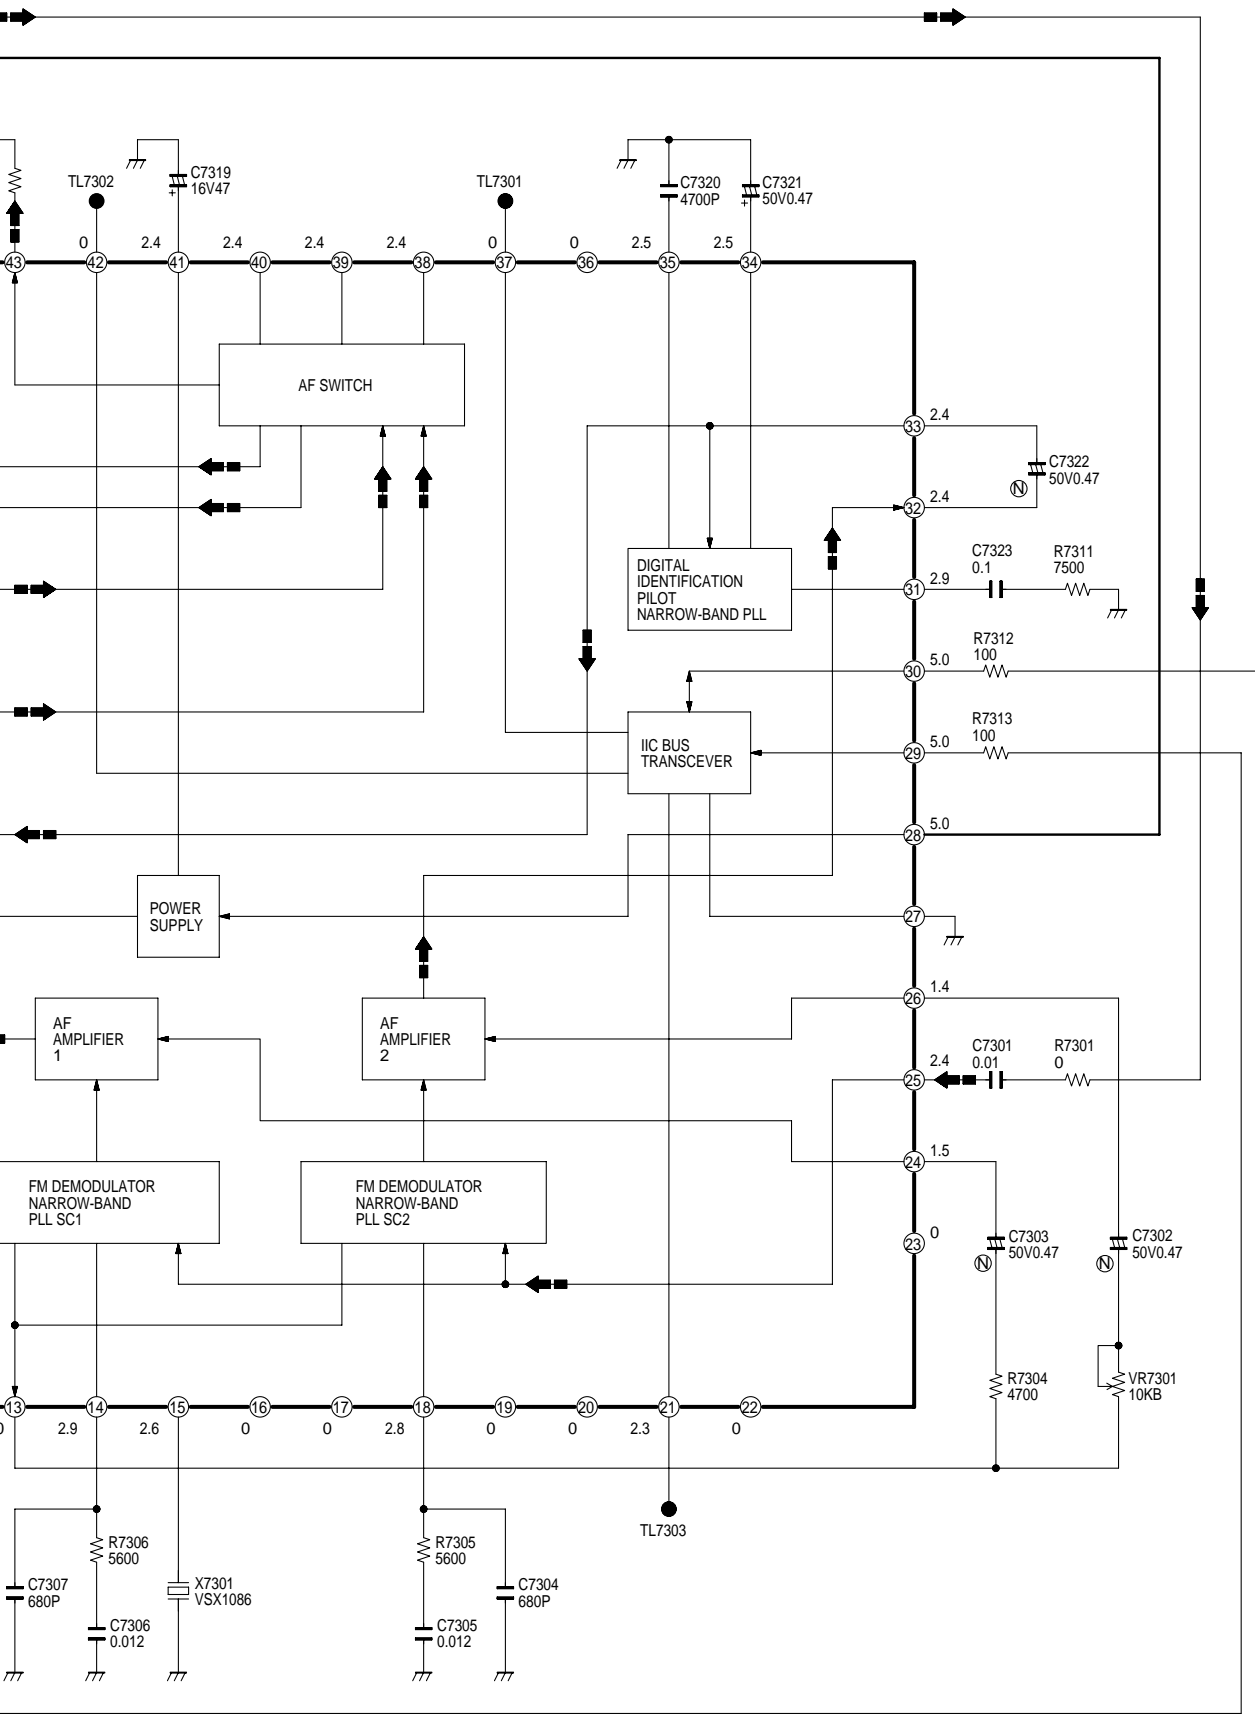 C7319
16V47
TL7302
TL7301
C7320
4700P
C7321
50V0.47
0
2.4
2.4
2.4
2.4
0
0
2.5
2.5
43
42
41
40
39
38
37
36
35
34
AF SWITCH
33
2.4
C7322
50V0.47
N
32
2.4
DIGITAL
IDENTIFICATION
PILOT
NARROW-BAND PLL
31
2.9
C7323
0.1
R7311
7500
30
5.0
R7312
100
IIC BUS
TRANSCEVER
29
5.0
R7313
100
28
5.0
POWER
SUPPLY
27
AF
AMPLIFIER
1
AF
AMPLIFIER
2
26
1.4
25
2.4
C7301
0.01
R7301
0
24
1.5
FM DEMODULATOR
NARROW-BAND
PLL SC1
FM DEMODULATOR
NARROW-BAND
PLL SC2
23
0
C7303
50V0.47
N
C7302
50V0.47
N
R7304
4700
VR7301
10KB
13
14
15
16
17
18
19
20
21
22
0
2.9
2.6
0
0
2.8
0
0
2.3
0
TL7303
R7306
5600
R7305
5600
C7307
680P
X7301
VSX1086
C7304
680P
C7306
0.012
C7305
0.012